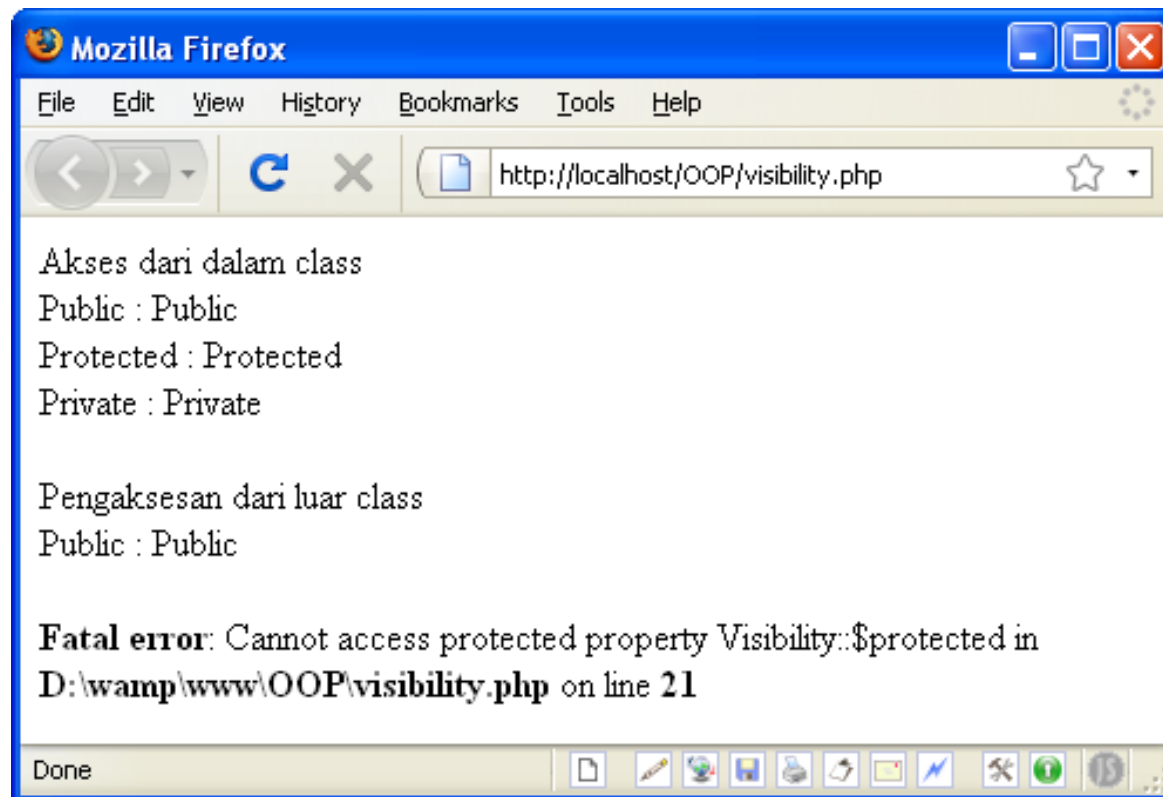 Mozilla Firefox
File Edit View History Bookmarks Tools Help
http://localhost/OOP/visibility.php
Akses dari dalam class
Public : Public
Protected : Protected
Private : Private
Pengaksesan dari luar class
Public : Public
Fatal error: Cannot access protected property Visibility::$protected in
D:\wamp\www\OOP\visibility.php on line 21
Done